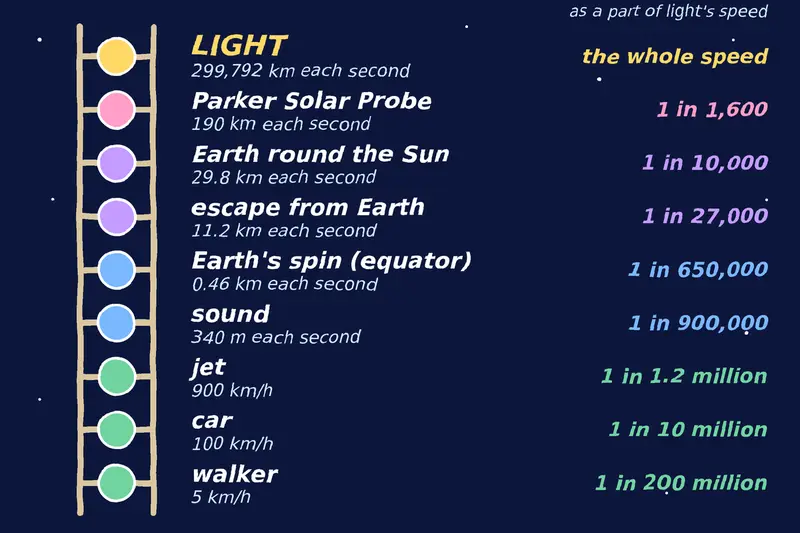 as a part of light's speed
LIGHT
299,792 km each second
the whole speed
Parker Solar Probe
190 km each second
1 in 1,600
Earth round the Sun
29.8 km each second
1 in 10,000
escape from Earth
11.2 km each second
1 in 27,000
Earth's spin (equator)
0.46 km each second
1 in 650,000
sound
340 m each second
1 in 900,000
jet
900 km/h
1 in 1.2 million
car
100 km/h
1 in 10 million
walker
5 km/h
1 in 200 million